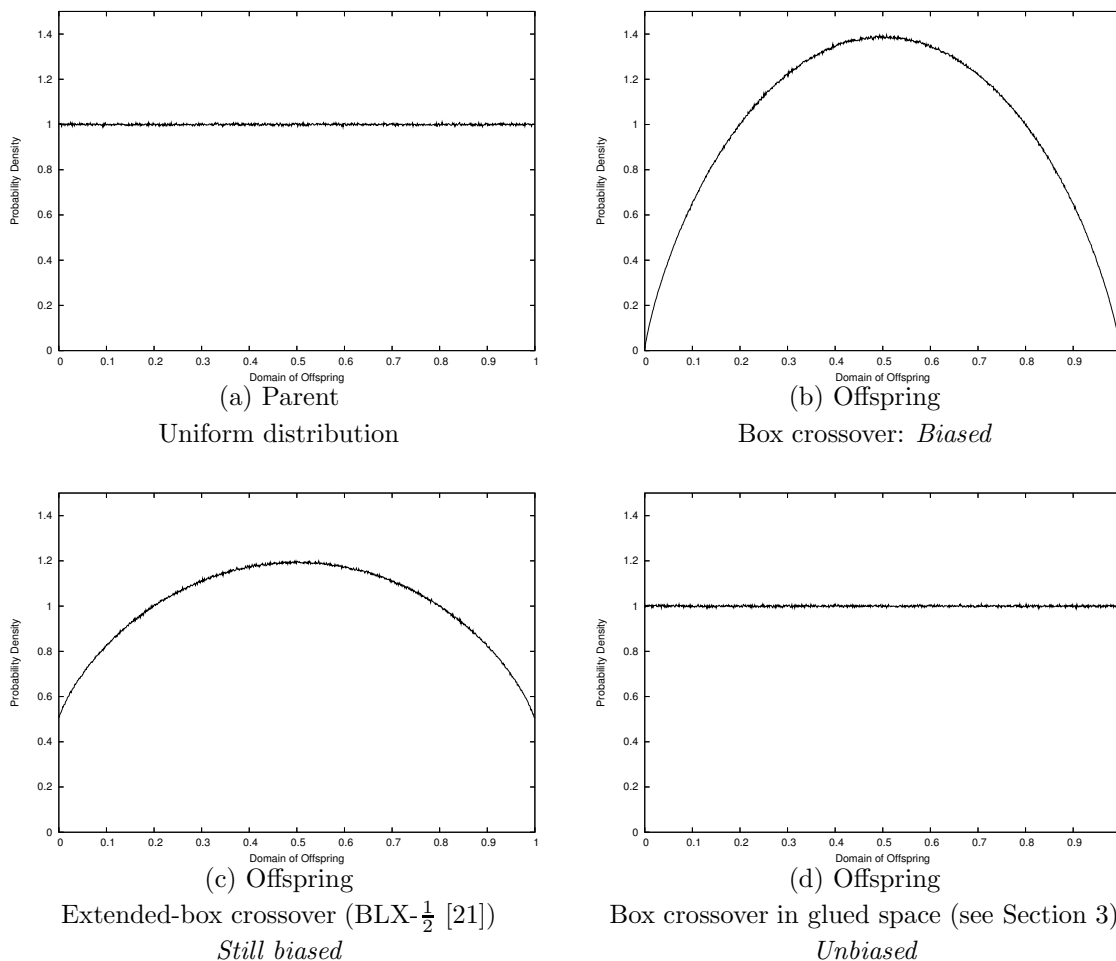 1.4
1.2
1
0.8
0.6
0.4
0.2
0
Probability Density
0 0.1 0.2 0.3 0.4 0.5 0.6 0.7 0.8 0.9 1
Domain of Offspring
(a) Parent
Uniform distribution
1.4
1.2
1
0.8
0.6
0.4
0.2
0
Probability Density
0 0.1 0.2 0.3 0.4 0.5 0.6 0.7 0.8 0.9
Domain of Offspring
(b) Offspring
Box crossover: Biased
1.4
1.2
1
0.8
0.6
0.4
0.2
0
Probability Density
0 0.1 0.2 0.3 0.4 0.5 0.6 0.7 0.8 0.9 1
Domain of Offspring
(c) Offspring
Extended-box crossover (BLX-½ [21])
Still biased
1.4
1.2
1
0.8
0.6
0.4
0.2
0
Probability Density
0 0.1 0.2 0.3 0.4 0.5 0.6 0.7 0.8 0.9
Domain of Offspring
(d) Offspring
Box crossover in glued space (see Section 3)
Unbiased